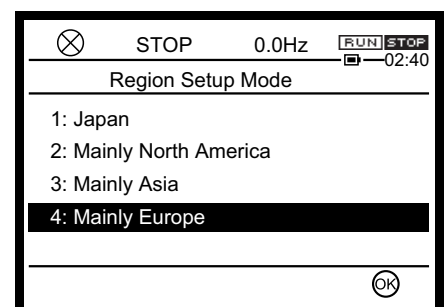 STOP 0.0Hz RUN STOP
02:40
Region Setup Mode
1: Japan
2: Mainly North America
3: Mainly Asia
4: Mainly Europe
OK